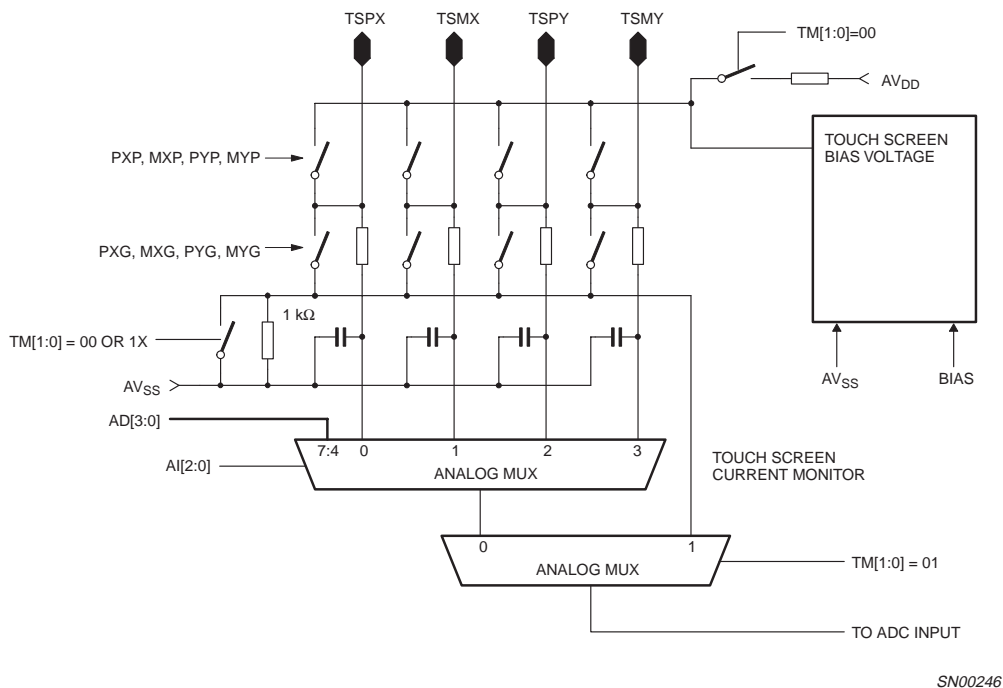 TSPX TSMX TSPY TSMY
TM[1:0]=00
AVDD
TOUCH SCREEN
BIAS VOLTAGE
PXP, MXP, PYP, MYP
PXG, MXG, PYG, MYG
1 kΩ
TM[1:0] = 00 OR 1X
AVSS
AVSS BIAS
AD[3:0]
7:4 0 1 2 3
AI[2:0]
ANALOG MUX
TOUCH SCREEN
CURRENT MONITOR
0 1
ANALOG MUX
TM[1:0] = 01
TO ADC INPUT
SN00246